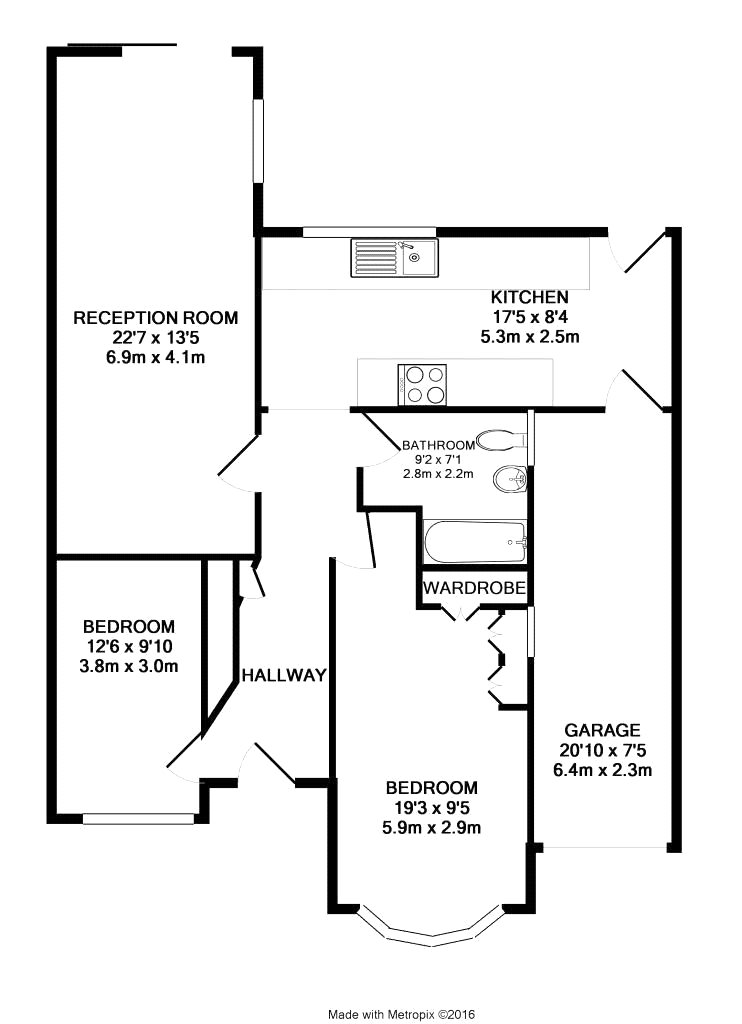 RECEPTION ROOM
22'7 x 13'5
6.9m x 4.1m
KITCHEN
17'5 x 8'4
5.3m x 2.5m
BATHROOM
9'2 x 7'1
2.8m x 2.2m
WARDROBE
BEDROOM
12'6 x 9'10
3.8m x 3.0m
HALLWAY
GARAGE
20'10 x 7'5
6.4m x 2.3m
BEDROOM
19'3 x 9'5
5.9m x 2.9m
Made with Metropix ©2016